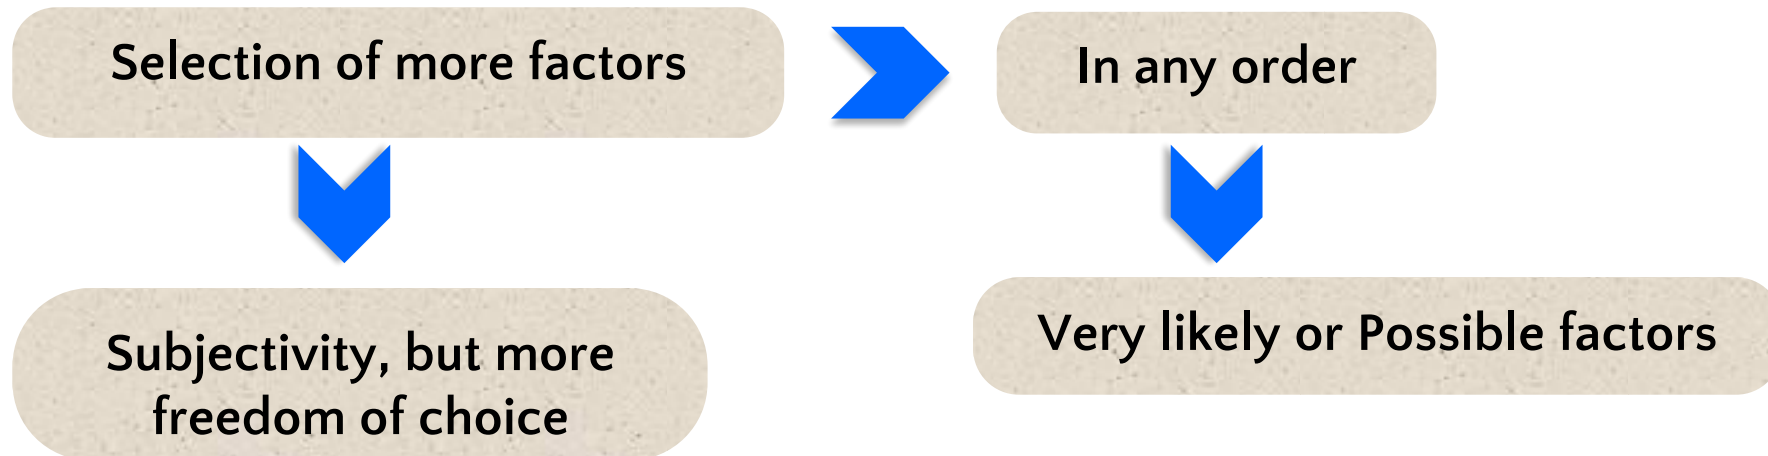 Selection of more factors
In any order
Subjectivity, but more
freedom of choice
Very likely or Possible factors